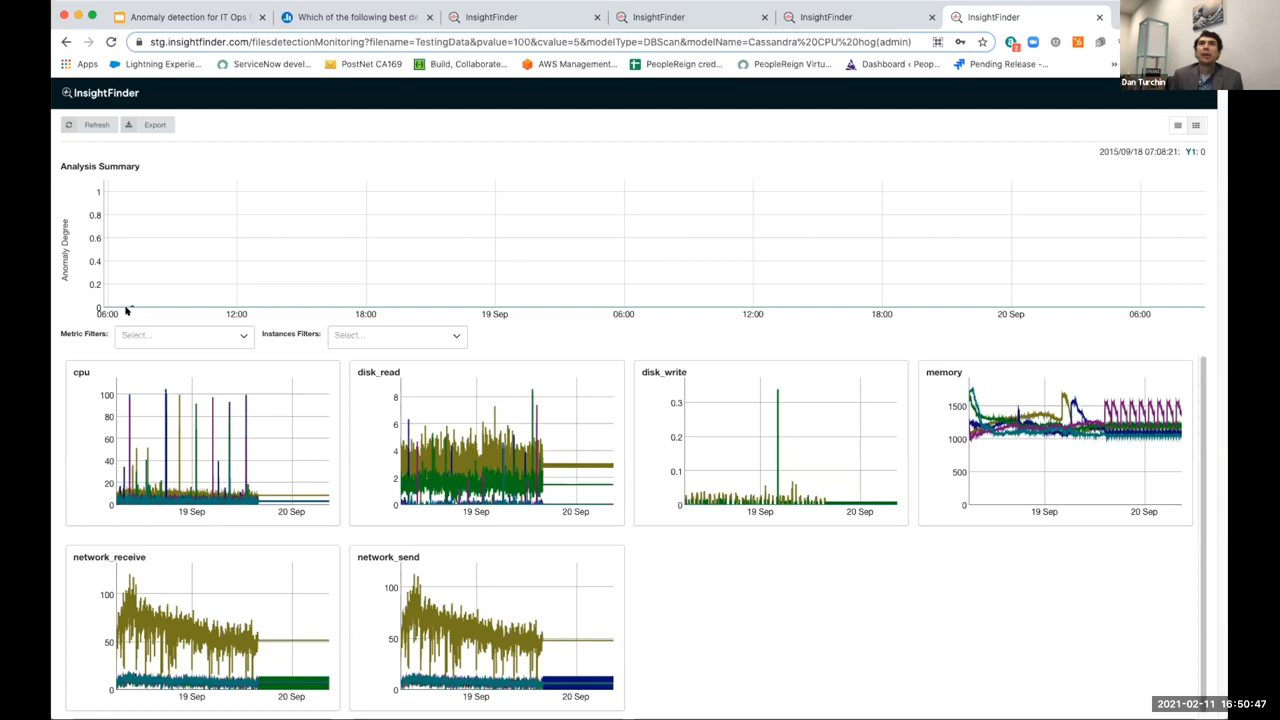 Anomaly detection for IT Ops
Which of the following best de
InsightFinder
InsightFinder
InsightFinder
InsightFinder
stg.insightfinder.com/filesdetectionMonitoring?filename=TestingData&pvalue=100&cvalue=5&modelType=DBScan&modelName=Cassandra%20CPU%20hog(admin)
Apps
Lightning Experie...
ServiceNow devel...
PostNet CA169
Build, Collaborate...
AWS Management...
PeopleReign cred...
PeopleReign Virtu...
Dashboard ‹ Peop...
Pending Release -...
»
Dan Turchin
InsightFinder
Refresh
Export
2015/09/18 07:08:21: Y1: 0
Analysis Summary
Anomaly Degree
1
0.8
0.6
0.4
0.2
0
06:00 12:00 18:00 19 Sep 06:00 12:00 18:00 20 Sep 06:00
Metric Filters: Select... Instances Filters: Select...
cpu
100
80
60
40
20
0
19 Sep 20 Sep
disk_read
8
6
4
2
0
19 Sep 20 Sep
disk_write
0.3
0.2
0.1
0
19 Sep 20 Sep
memory
1500
1000
500
0
19 Sep 20 Sep
network_receive
100
50
0
19 Sep 20 Sep
network_send
100
50
0
19 Sep 20 Sep
2021-02-11 16:50:47